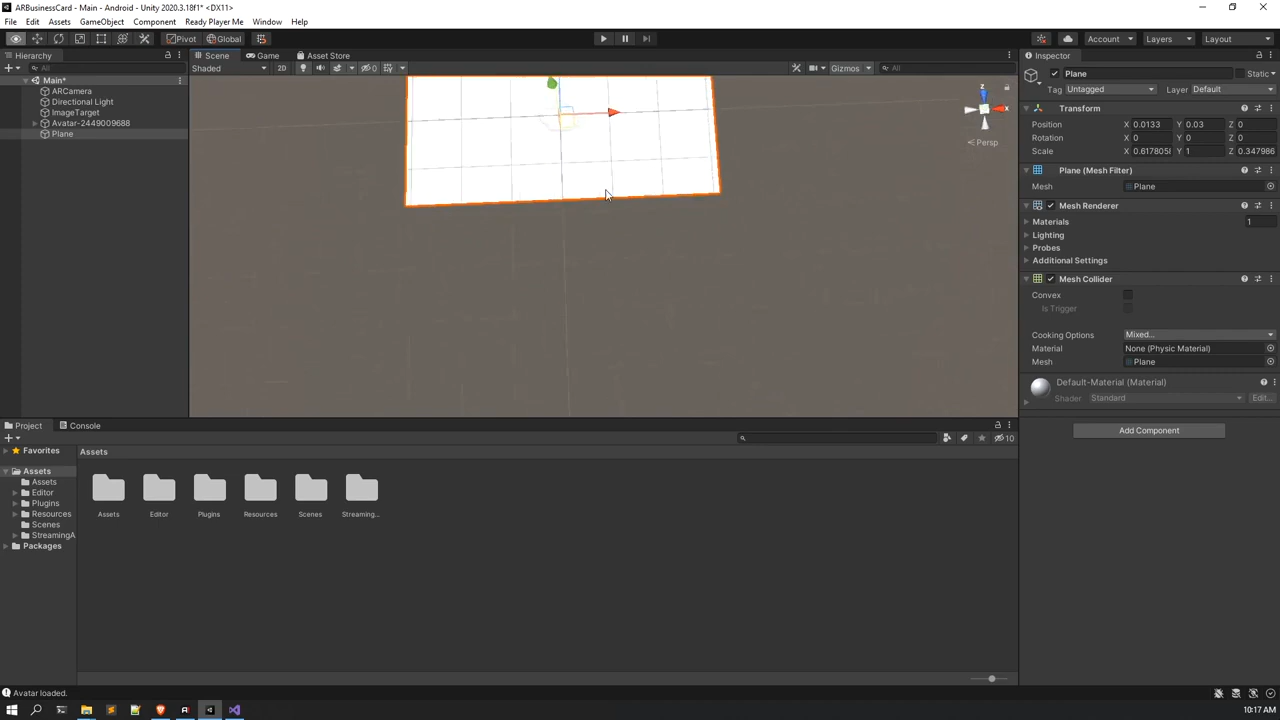 ARBusinessCard - Main - Android - Unity 2020.3.18f1* <DX11>
File Edit Assets GameObject Component Ready Player Me Window Help
Pivot Global Account Layers Layout
Hierarchy Scene Game Asset Store Inspector
All Shaded 2D 0 Gizmos All Plane Static
Main* Tag Untagged Layer Default
ARCamera
Directional Light
ImageTarget
Avatar-2449009688
Plane
z x < Persp
Transform
Position X 0.0133 Y 0.03 Z 0
Rotation X 0 Y 0 Z 0
Scale X 0.617805 Y 1 Z 0.347986
Plane (Mesh Filter)
Mesh Plane
Mesh Renderer
Materials 1
Lighting
Probes
Additional Settings
Mesh Collider
Convex
Is Trigger
Cooking Options Mixed...
Material None (Physic Material)
Mesh Plane
Default-Material (Material)
Shader Standard Edit...
Add Component
Project Console
10
Favorites
Assets
Assets
Assets
Editor
Plugins
Resources
Scenes
StreamingA
Packages
Assets Editor Plugins Resources Scenes Streaming...
Avatar loaded.
10:17 AM